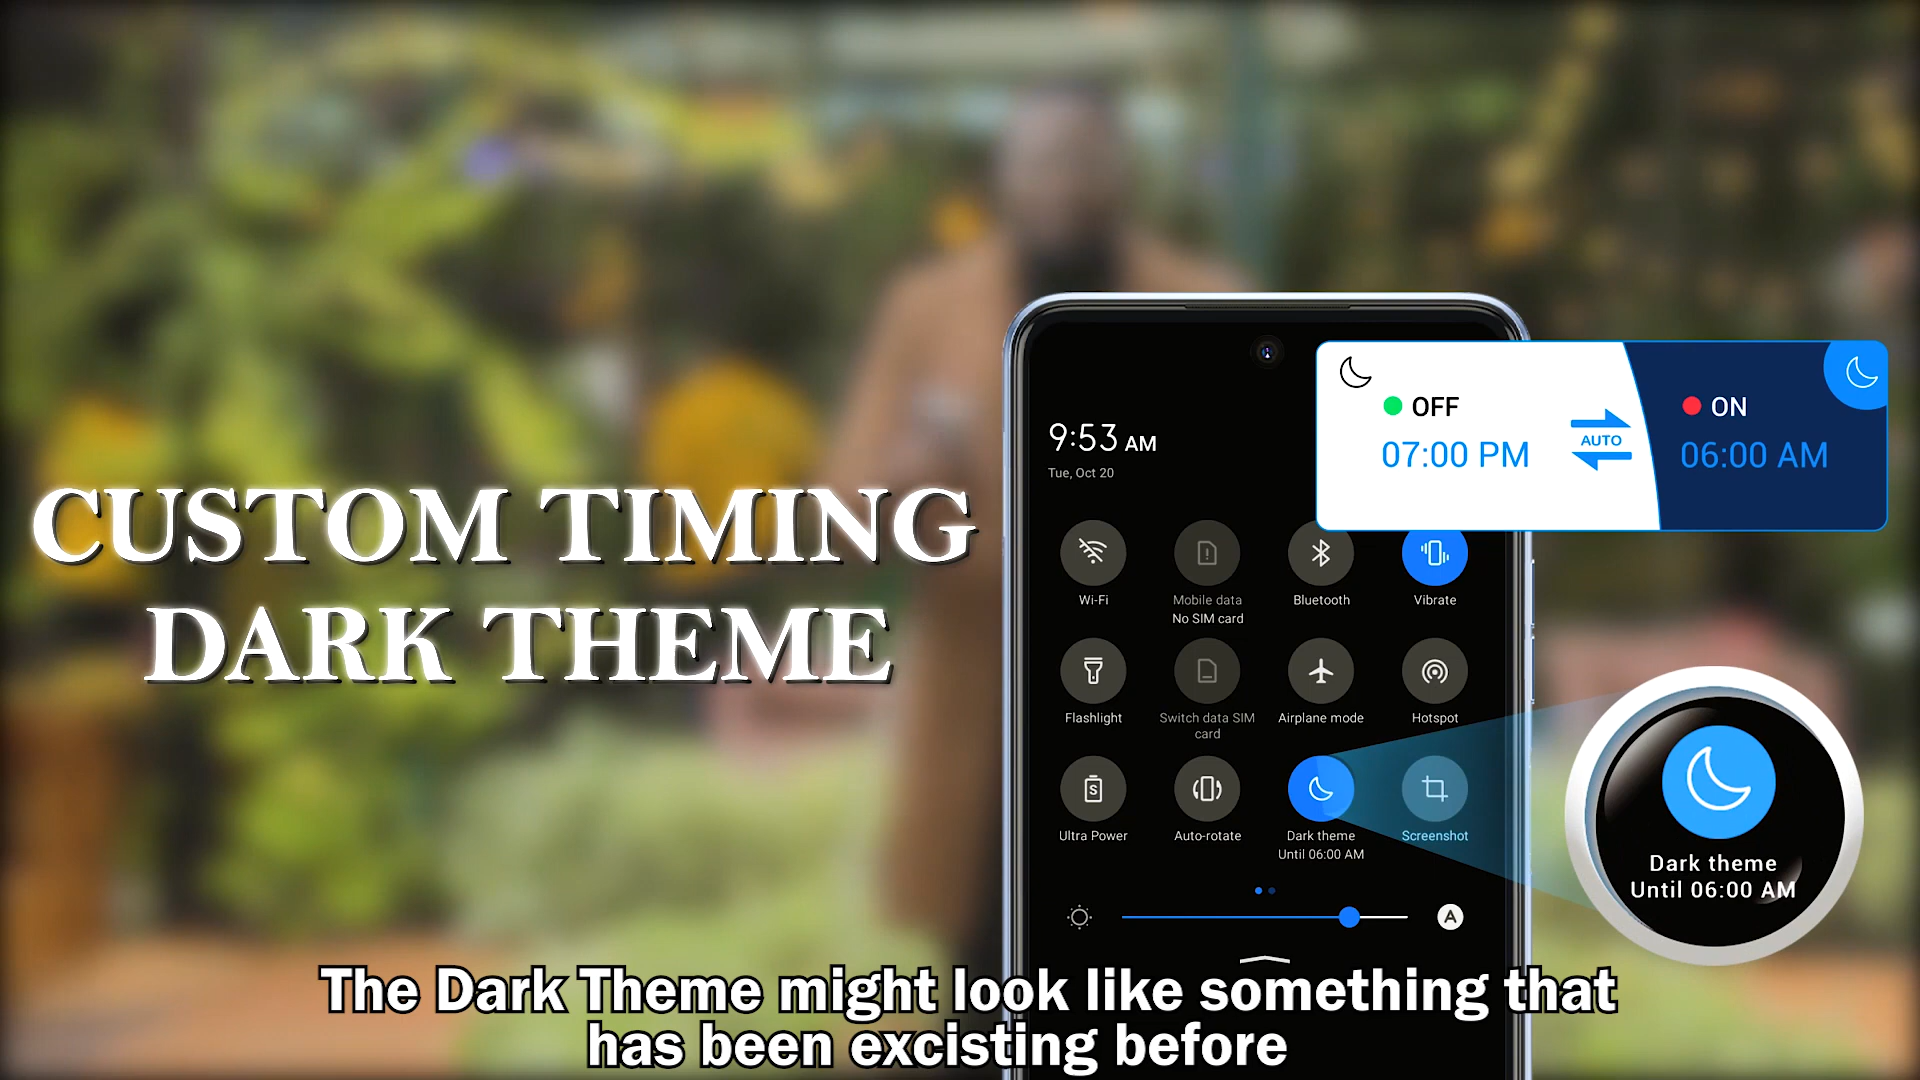 CUSTOM TIMING
DARK THEME
9:53 AM
Tue, Oct 20
OFF
07:00 PM
AUTO
ON
06:00 AM
Wi-Fi
Mobile data
No SIM card
Bluetooth
Vibrate
Flashlight
Switch data SIM
card
Airplane mode
Hotspot
S
Ultra Power
Auto-rotate
Dark theme
Until 06:00 AM
Screenshot
A
Dark theme
Until 06:00 AM
The Dark Theme might look like something that
has been excisting before